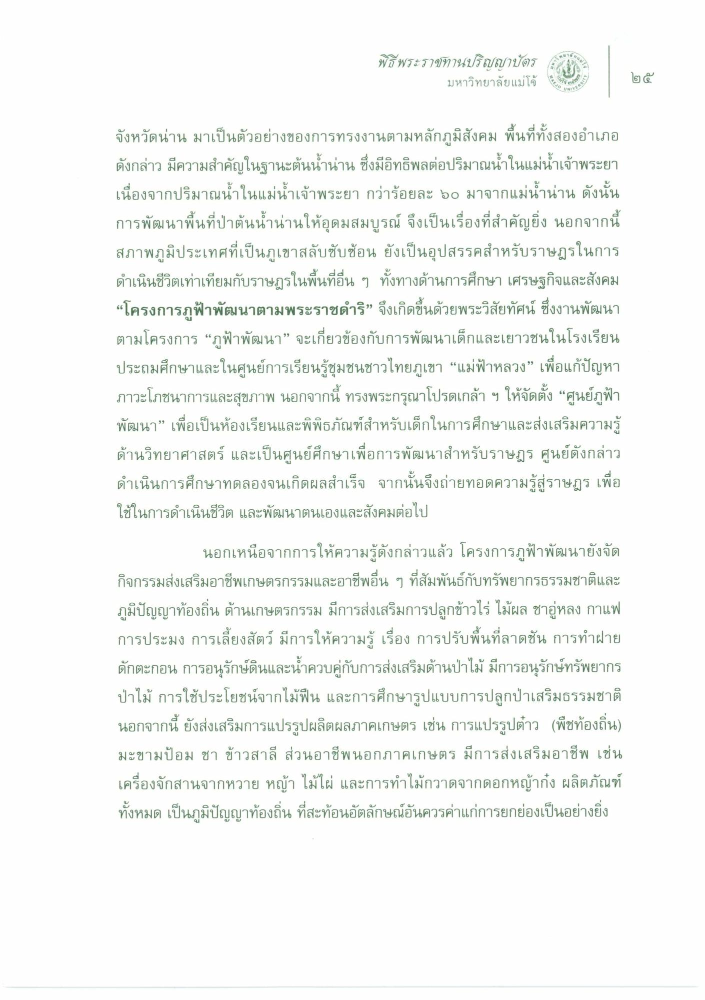 พิธีพระราชทานปริญญาบัตร
มหาวิทยาลัยแม่โจ้
มหาวิทยาลัยแม่โจ้
MAEJO UNIVERSITY
๒๕
จังหวัดน่าน มาเป็นตัวอย่างของการทรงงานตามหลักภูมิสังคม พื้นที่ทั้งสองอำเภอ
ดังกล่าว มีความสำคัญในฐานะต้นน้ำน่าน ซึ่งมีอิทธิพลต่อปริมาณน้ำในแม่น้ำเจ้าพระยา
เนื่องจากปริมาณน้ำในแม่น้ำเจ้าพระยา กว่าร้อยละ ๖๐ มาจากแม่น้ำน่าน ดังนั้น
การพัฒนาพื้นที่ป่าต้นน้ำน่านให้อุดมสมบูรณ์ จึงเป็นเรื่องที่สำคัญยิ่ง นอกจากนี้
สภาพภูมิประเทศที่เป็นภูเขาสลับซับซ้อน ยังเป็นอุปสรรคสำหรับราษฎรในการ
ดำเนินชีวิตเท่าเทียมกับราษฎรในพื้นที่อื่น ๆ ทั้งทางด้านการศึกษา เศรษฐกิจและสังคม
“โครงการภูฟ้าพัฒนาตามพระราชดำริ” จึงเกิดขึ้นด้วยพระวิสัยทัศน์ ซึ่งงานพัฒนา
ตามโครงการ “ภูฟ้าพัฒนา” จะเกี่ยวข้องกับการพัฒนาเด็กและเยาวชนในโรงเรียน
ประถมศึกษาและในศูนย์การเรียนรู้ชุมชนชาวไทยภูเขา “แม่ฟ้าหลวง” เพื่อแก้ปัญหา
ภาวะโภชนาการและสุขภาพ นอกจากนี้ ทรงพระกรุณาโปรดเกล้า ฯ ให้จัดตั้ง “ศูนย์ภูฟ้า
พัฒนา” เพื่อเป็นห้องเรียนและพิพิธภัณฑ์สำหรับเด็กในการศึกษาและส่งเสริมความรู้
ด้านวิทยาศาสตร์ และเป็นศูนย์ศึกษาเพื่อการพัฒนาสำหรับราษฎร ศูนย์ดังกล่าว
ดำเนินการศึกษาทดลองจนเกิดผลสำเร็จ จากนั้นจึงถ่ายทอดความรู้สู่ราษฎร เพื่อ
ใช้ในการดำเนินชีวิต และพัฒนาตนเองและสังคมต่อไป
นอกเหนือจากการให้ความรู้ดังกล่าวแล้ว โครงการภูฟ้าพัฒนายังจัด
กิจกรรมส่งเสริมอาชีพเกษตรกรรมและอาชีพอื่น ๆ ที่สัมพันธ์กับทรัพยากรธรรมชาติและ
ภูมิปัญญาท้องถิ่น ด้านเกษตรกรรม มีการส่งเสริมการปลูกข้าวไร่ ไม้ผล ชาอู่หลง กาแฟ
การประมง การเลี้ยงสัตว์ มีการให้ความรู้ เรื่อง การปรับพื้นที่ลาดชัน การทำฝาย
ดักตะกอน การอนุรักษ์ดินและน้ำควบคู่กับการส่งเสริมด้านป่าไม้ มีการอนุรักษ์ทรัพยากร
ป่าไม้ การใช้ประโยชน์จากไม้ฟืน และการศึกษารูปแบบการปลูกป่าเสริมธรรมชาติ
นอกจากนี้ ยังส่งเสริมการแปรรูปผลิตผลภาคเกษตร เช่น การแปรรูปต๋าว (พืชท้องถิ่น)
มะขามป้อม ชา ข้าวสาลี ส่วนอาชีพนอกภาคเกษตร มีการส่งเสริมอาชีพ เช่น
เครื่องจักสานจากหวาย หญ้า ไม้ไผ่ และการทำไม้กวาดจากดอกหญ้าก๋ง ผลิตภัณฑ์
ทั้งหมด เป็นภูมิปัญญาท้องถิ่น ที่สะท้อนอัตลักษณ์อันควรค่าแก่การยกย่องเป็นอย่างยิ่ง